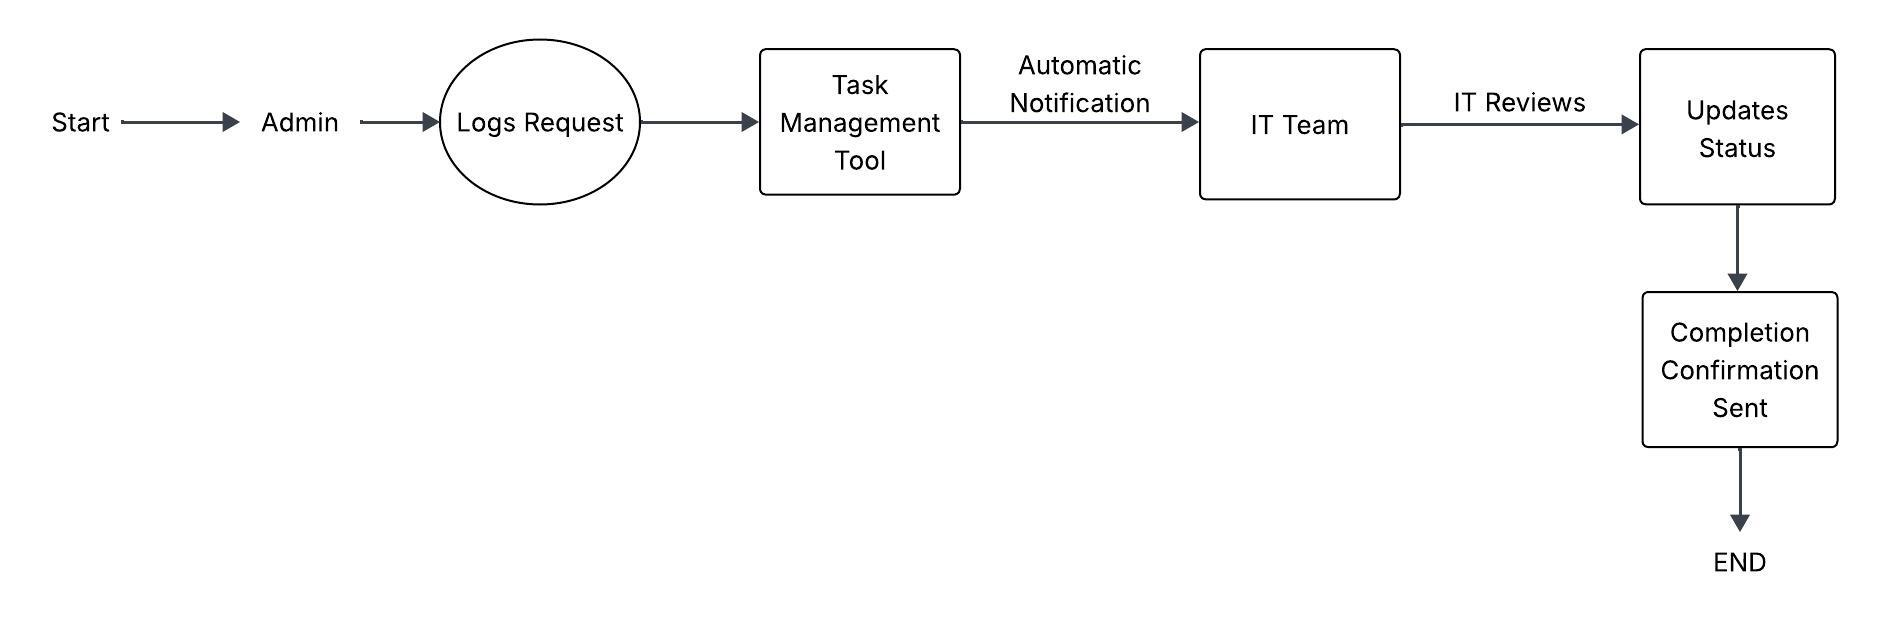 Start
Admin
Logs Request
Task
Management
Tool
Automatic
Notification
IT Team
IT Reviews
Updates
Status
Completion
Confirmation
Sent
END